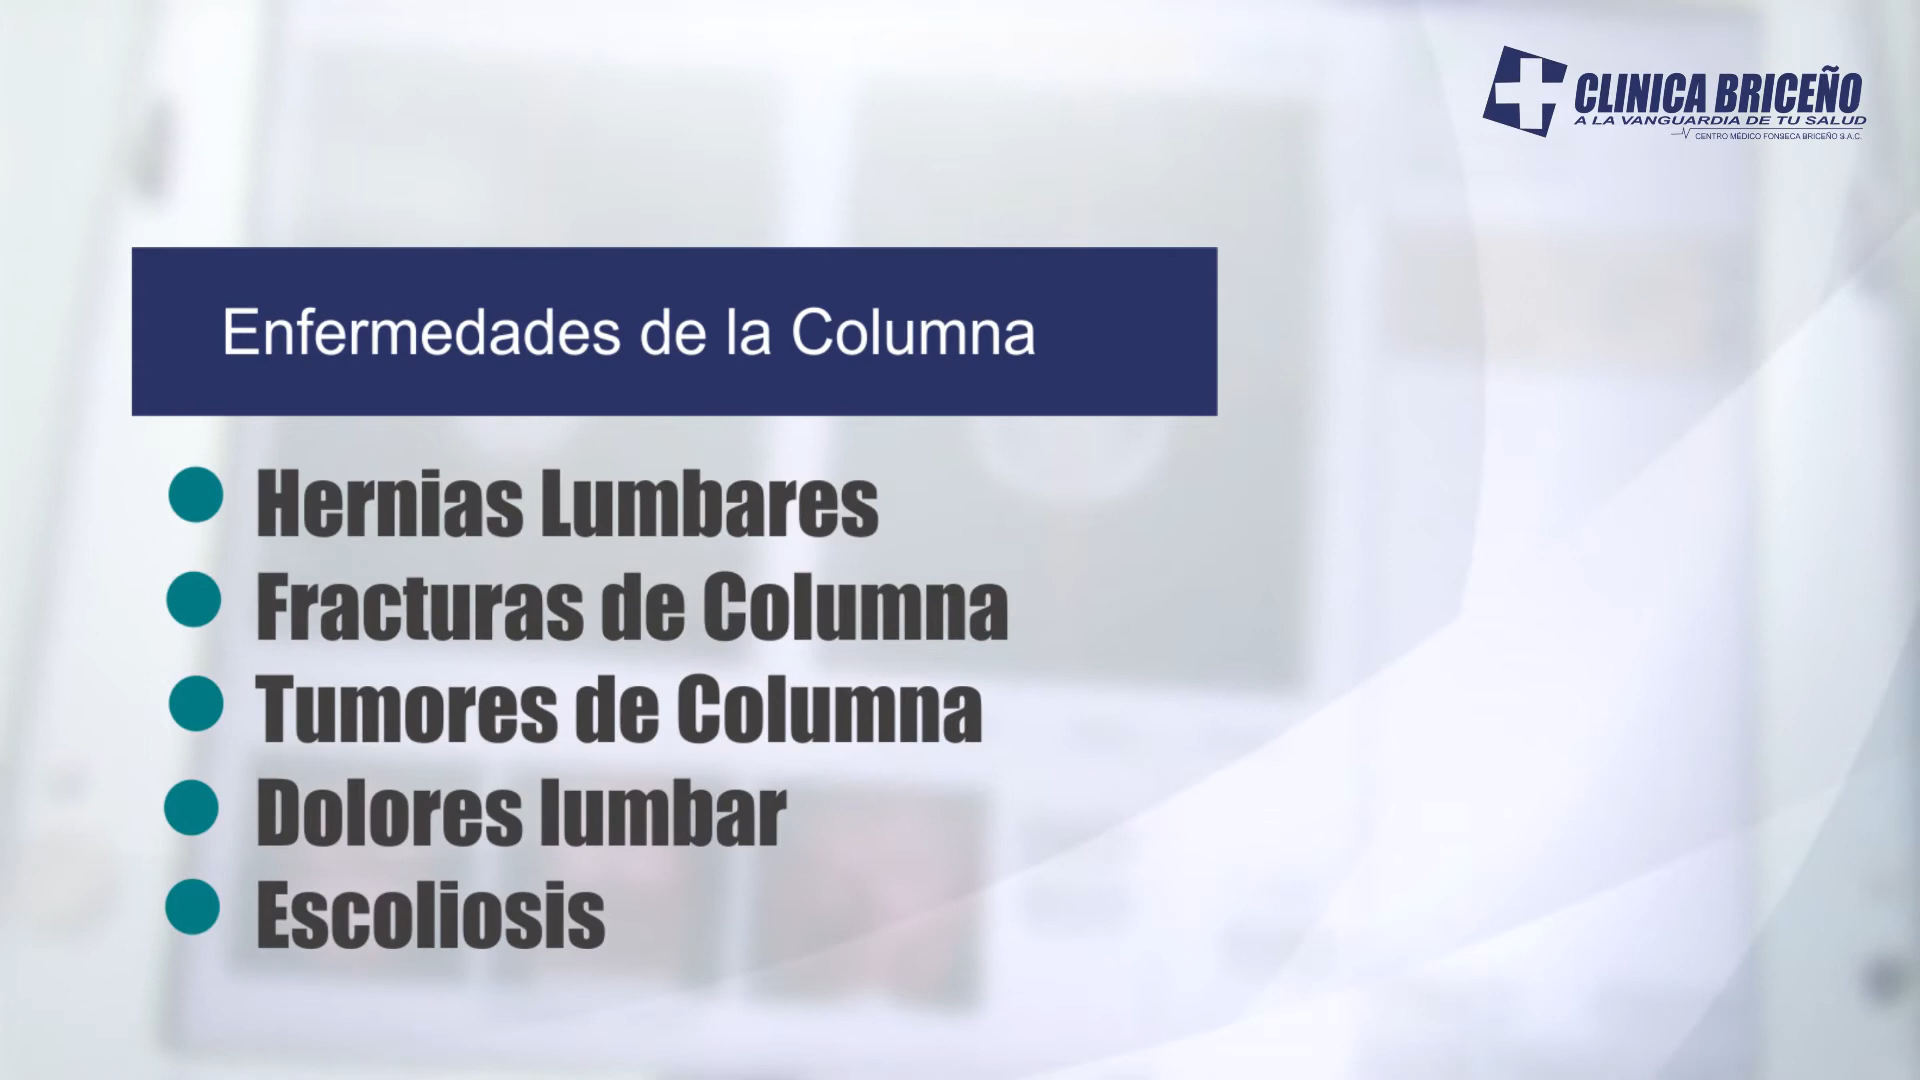 CLINICA BRICEÑO
A LA VANGUARDIA DE TU SALUD
CENTRO MÉDICO FONSECA BRICEÑO S.A.C.
Enfermedades de la Columna
Hernias Lumbares
Fracturas de Columna
Tumores de Columna
Dolores lumbar
Escoliosis